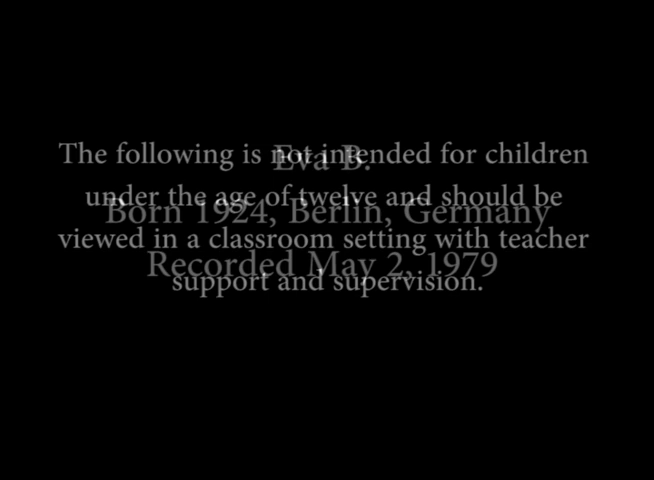 The following is not intended for children
under the age of twelve and should be
viewed in a classroom setting with teacher
support and supervision.
Eva B.
Born 1924, Berlin, Germany
Recorded May 2, 1979